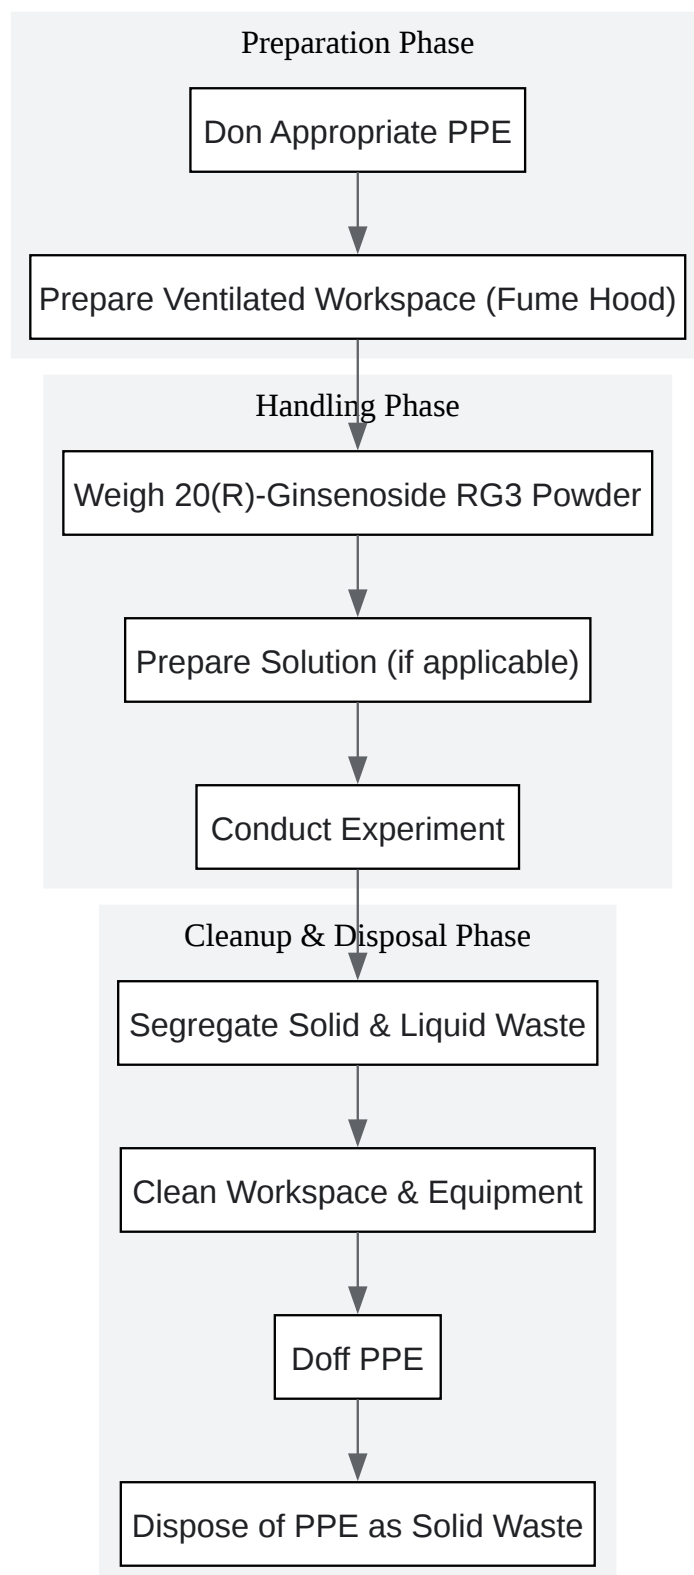 Preparation Phase
Don Appropriate PPE
Prepare Ventilated Workspace (Fume Hood)
Handling Phase
Weigh 20(R)-Ginsenoside RG3 Powder
Prepare Solution (if applicable)
Conduct Experiment
Cleanup & Disposal Phase
Segregate Solid & Liquid Waste
Clean Workspace & Equipment
Doff PPE
Dispose of PPE as Solid Waste